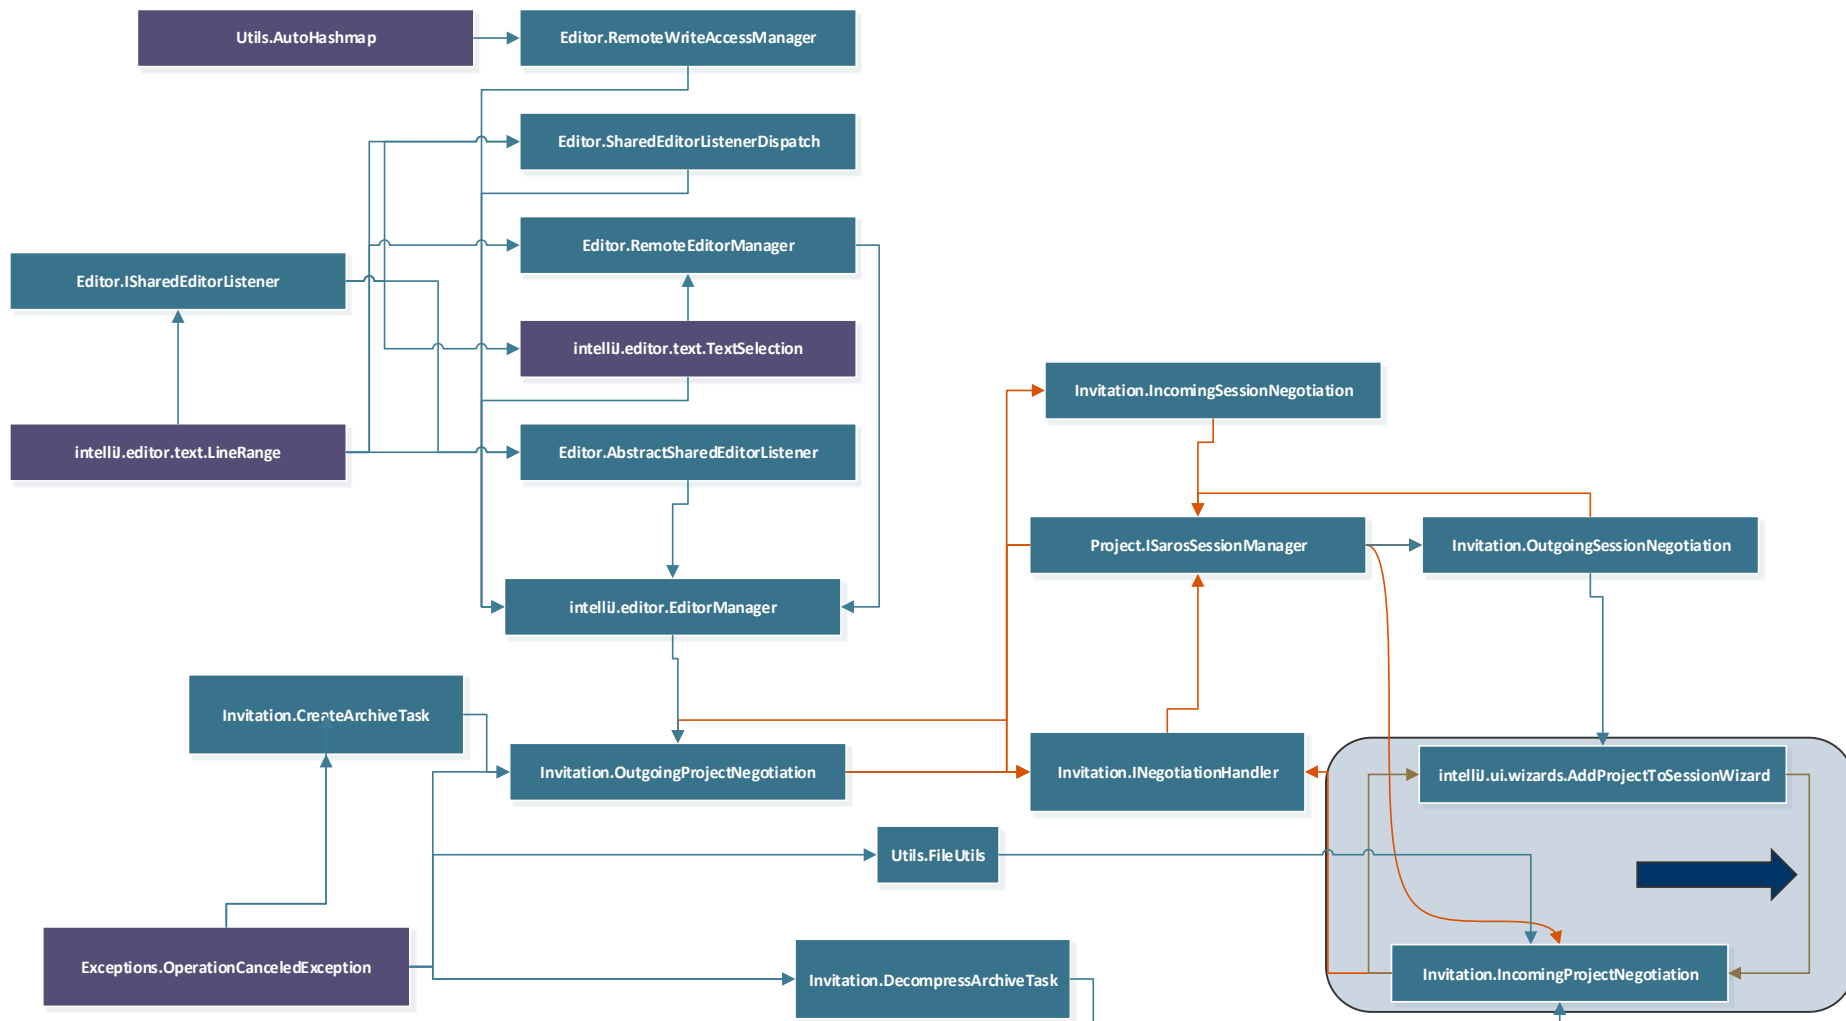 Utils.AutoHashmap
Editor.RemoteWriteAccessManager
Editor.SharedEditorListenerDispatch
Editor.RemoteEditorManager
Editor.ISharedEditorListener
intelliJ.editor.text.TextSelection
Invitation.IncomingSessionNegotiation
intelliJ.editor.text.LineRange
Editor.AbstractSharedEditorListener
Project.ISarosSessionManager
Invitation.OutgoingSessionNegotiation
intelliJ.editor.EditorManager
Invitation.CreateArchiveTask
Invitation.OutgoingProjectNegotiation
Invitation.INegotiationHandler
intelliJ.ui.wizards.AddProjectToSessionWizard
Utils.FileUtils
Exceptions.OperationCanceledException
Invitation.DecompressArchiveTask
Invitation.IncomingProjectNegotiation